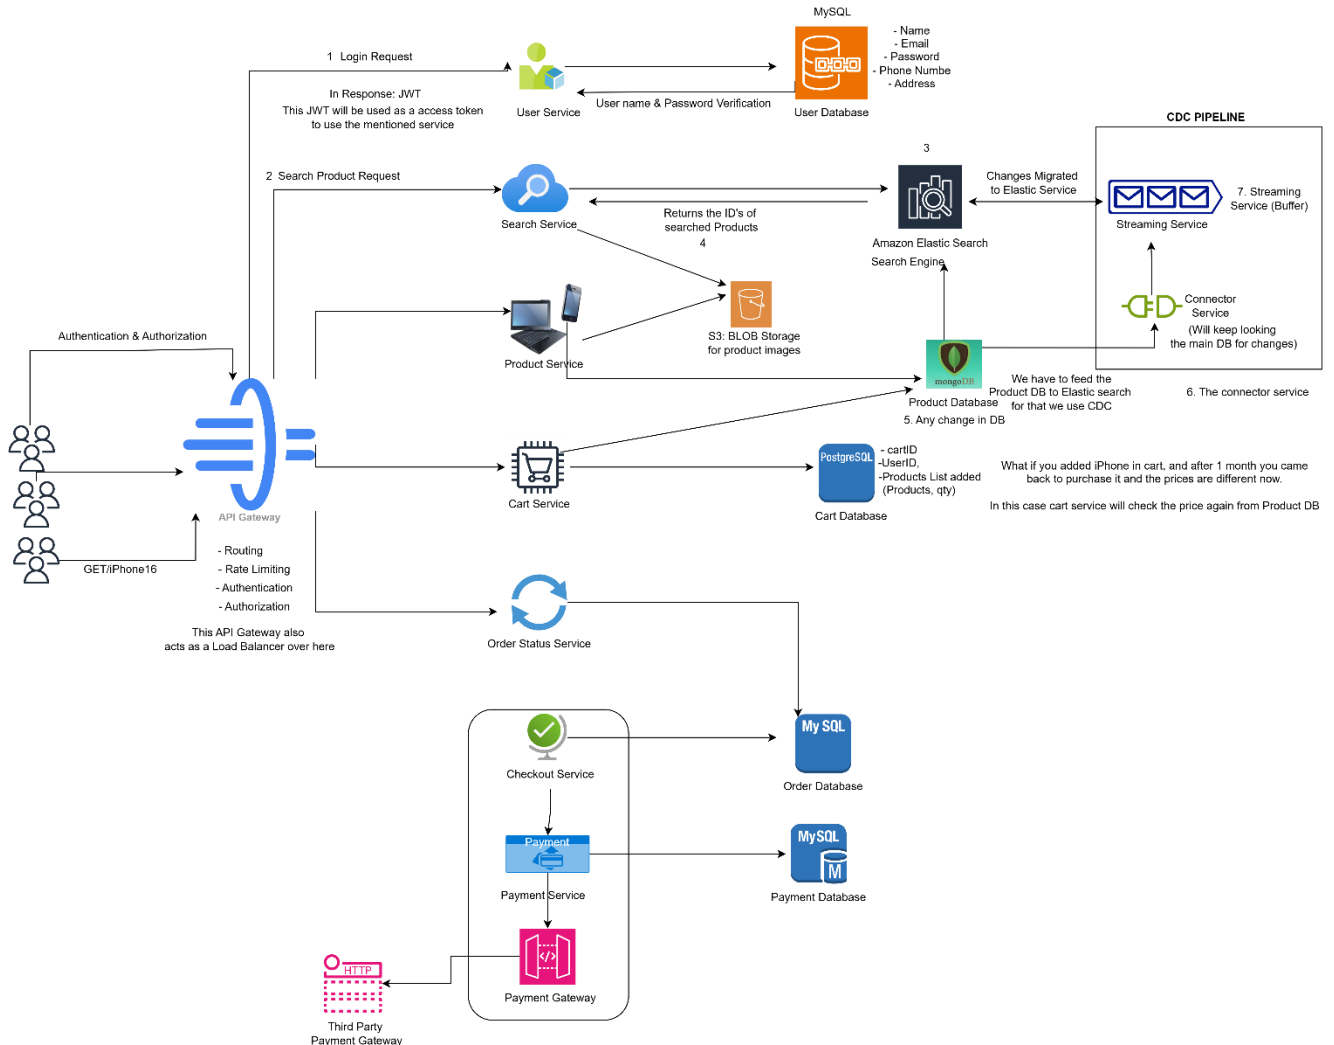 MySQL
- Name
- Email
- Password
- Phone Numbe
- Address
User Database
1 Login Request
In Response: JWT
This JWT will be used as a access token
to use the mentioned service
User Service
User name & Password Verification
CDC PIPELINE
2 Search Product Request
Search Service
Returns the ID's of
searched Products
4
3
Amazon Elastic Search
Search Engine
Changes Migrated
to Elastic Service
Streaming Service
7. Streaming
Service (Buffer)
Connector
Service
(Will keep looking
the main DB for changes)
6. The connector service
Product Service
S3: BLOB Storage
for product images
mongoDB
Product Database
5. Any change in DB
We have to feed the
Product DB to Elastic search
for that we use CDC
Authentication & Authorization
GET/iPhone16
API Gateway
- Routing
- Rate Limiting
- Authentication
- Authorization
This API Gateway also
acts as a Load Balancer over here
Cart Service
PostgreSQL
- cartID
-UserID,
-Products List added
(Products, qty)
Cart Database
What if you added iPhone in cart, and after 1 month you came
back to purchase it and the prices are different now.
In this case cart service will check the price again from Product DB
Order Status Service
My SQL
Order Database
Checkout Service
Payment
Payment Service
MySQL
M
Payment Database
</>
Payment Gateway
HTTP
Third Party
Payment Gateway